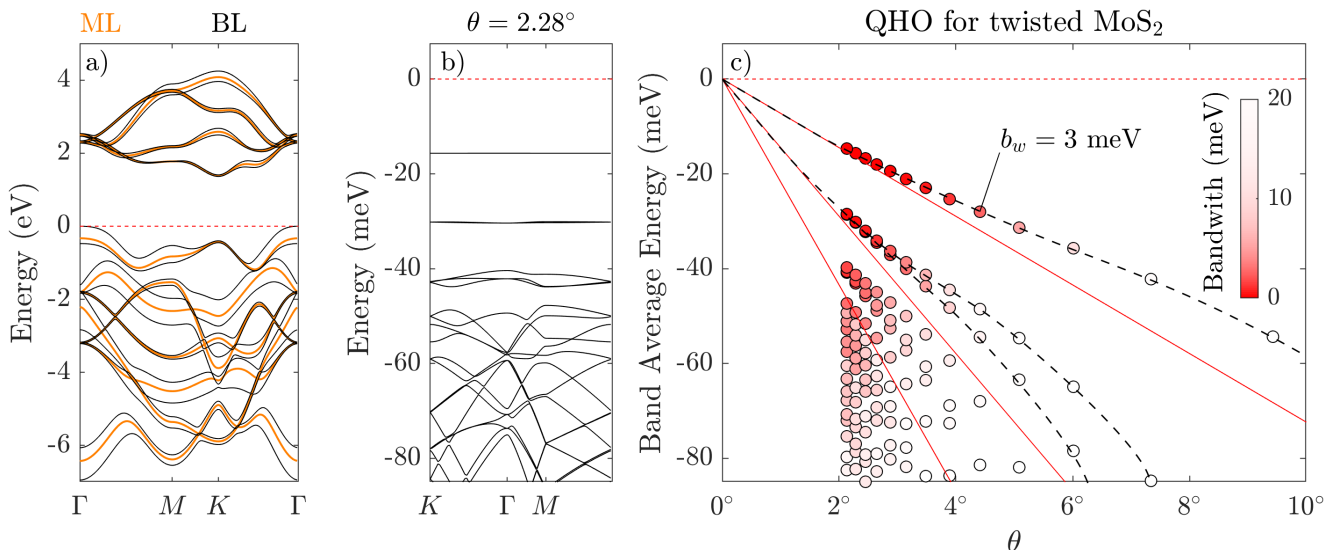 ML BL
a)
Energy (eV)
4
2
0
-2
-4
-6
Γ M K Γ
θ = 2.28°
b)
Energy (meV)
0
-20
-40
-60
-80
K Γ M
QHO for twisted MoS₂
c)
Band Average Energy (meV)
0
-20
-40
-60
-80
b_w = 3 meV
Bandwith (meV)
20
10
0
0° 2° 4° 6° 8° 10°
θ